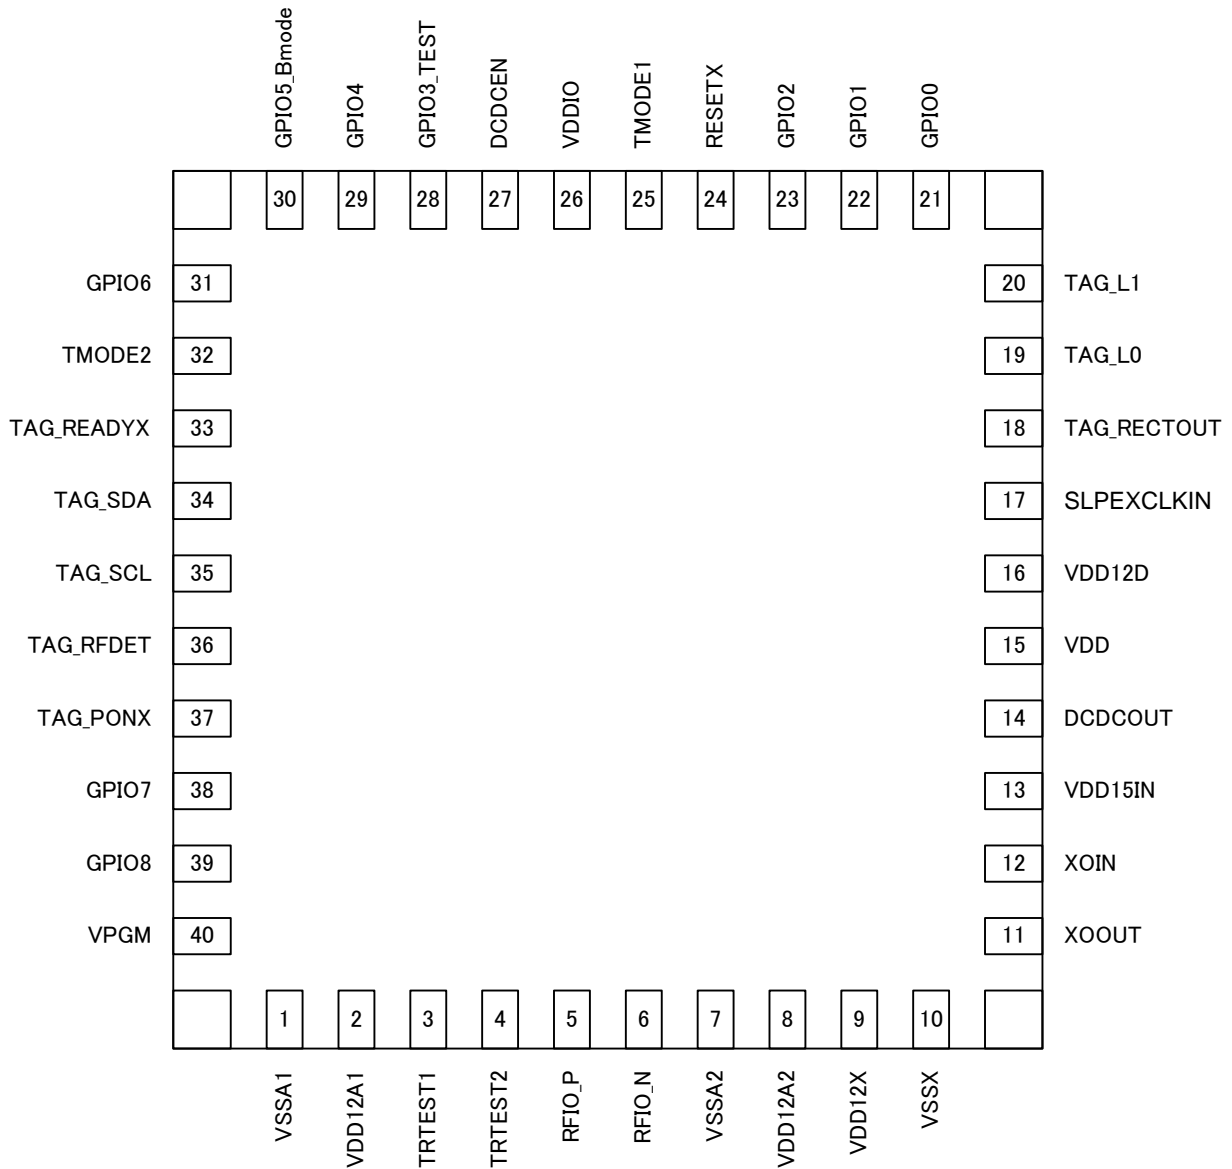 GPIO5_Bmode
GPIO4
GPIO3_TEST
DCDCEN
VDDIO
TMODE1
RESETX
GPIO2
GPIO1
GPIO0
30
29
28
27
26
25
24
23
22
21
GPIO6
31
20
TAG_L1
TMODE2
32
19
TAG_L0
TAG_READYX
33
18
TAG_RECTOUT
TAG_SDA
34
17
SLPEXCLKIN
TAG_SCL
35
16
VDD12D
TAG_RFDET
36
15
VDD
TAG_PONX
37
14
DCDCOUT
GPIO7
38
13
VDD15IN
GPIO8
39
12
XOIN
VPGM
40
11
XOOUT
1
2
3
4
5
6
7
8
9
10
VSSA1
VDD12A1
TRTEST1
TRTEST2
RFIO_P
RFIO_N
VSSA2
VDD12A2
VDD12X
VSSX